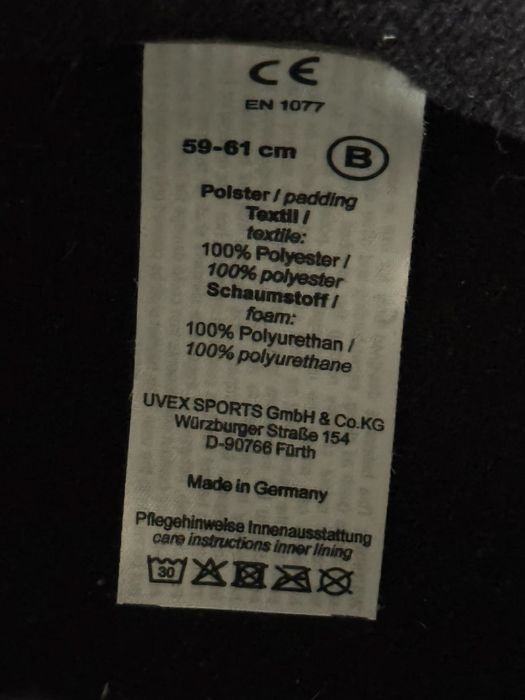 CE
EN 1077
59-61 cm B
Polster / padding
Textil /
textile:
100% Polyester /
100% polyester
Schaumstoff /
foam:
100% Polyurethan /
100% polyurethane
UVEX SPORTS GmbH & Co.KG
Würzburger Straße 154
D-90766 Fürth
Made in Germany
Pflegehinweise Innenausstattung
care instructions inner lining
30